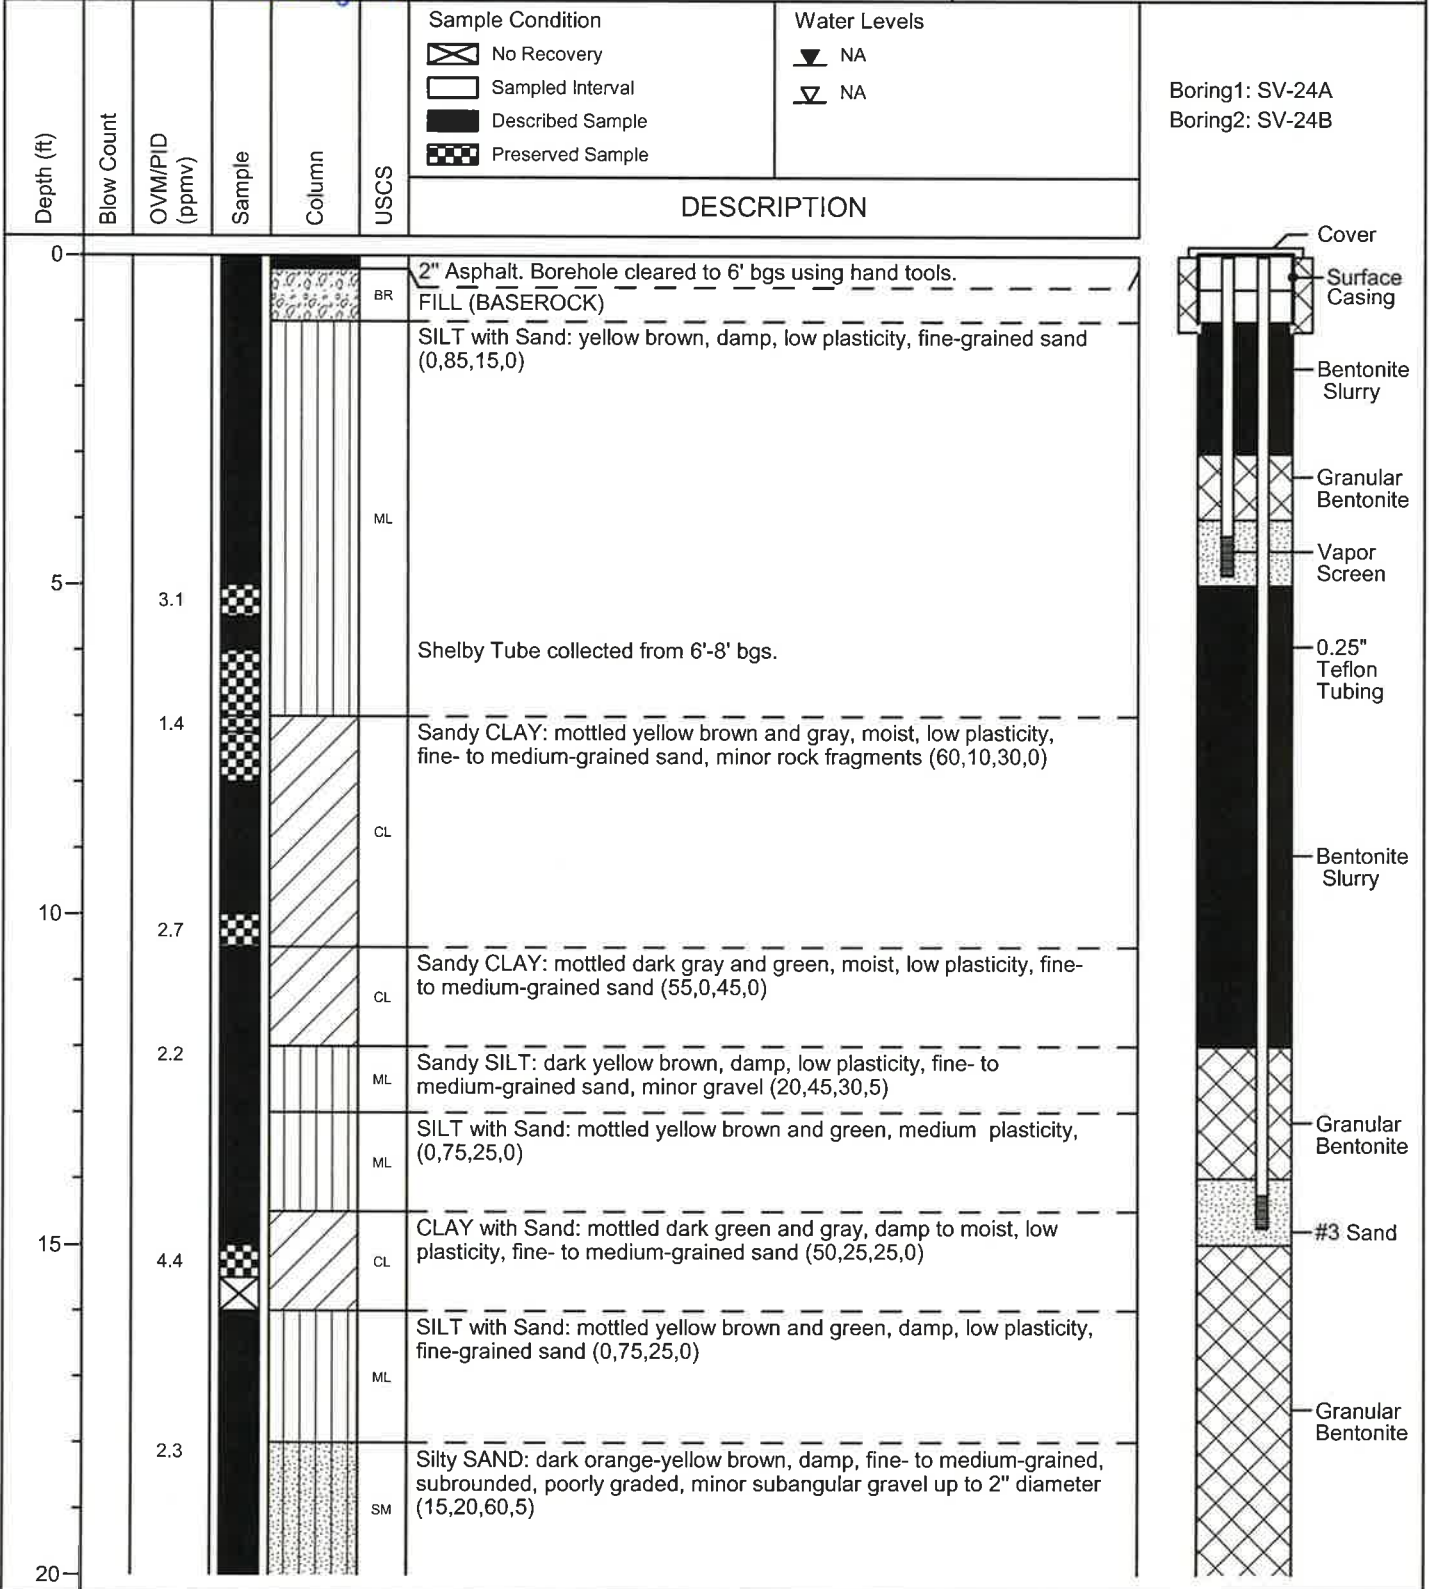 Sample Condition
No Recovery
Sampled Interval
Described Sample
Preserved Sample
Water Levels
NA
NA
Boring1: SV-24A
Boring2: SV-24B
Depth (ft)
Blow Count
OVM/PID
(ppmv)
Sample
Column
USCS
DESCRIPTION
0
2" Asphalt. Borehole cleared to 6' bgs using hand tools.
BR
FILL (BASEROCK)
SILT with Sand: yellow brown, damp, low plasticity, fine-grained sand
(0,85,15,0)
ML
5
3.1
Shelby Tube collected from 6'-8' bgs.
1.4
Sandy CLAY: mottled yellow brown and gray, moist, low plasticity,
fine- to medium-grained sand, minor rock fragments (60,10,30,0)
CL
10
2.7
Sandy CLAY: mottled dark gray and green, moist, low plasticity, fine-
to medium-grained sand (55,0,45,0)
CL
2.2
Sandy SILT: dark yellow brown, damp, low plasticity, fine- to
medium-grained sand, minor gravel (20,45,30,5)
ML
SILT with Sand: mottled yellow brown and green, medium plasticity,
(0,75,25,0)
ML
CLAY with Sand: mottled dark green and gray, damp to moist, low
plasticity, fine- to medium-grained sand (50,25,25,0)
15
4.4
CL
SILT with Sand: mottled yellow brown and green, damp, low plasticity,
fine-grained sand (0,75,25,0)
ML
2.3
Silty SAND: dark orange-yellow brown, damp, fine- to medium-grained,
subrounded, poorly graded, minor subangular gravel up to 2" diameter
(15,20,60,5)
SM
20
Cover
Surface
Casing
Bentonite
Slurry
Granular
Bentonite
Vapor
Screen
0.25"
Teflon
Tubing
Bentonite
Slurry
Granular
Bentonite
#3 Sand
Granular
Bentonite